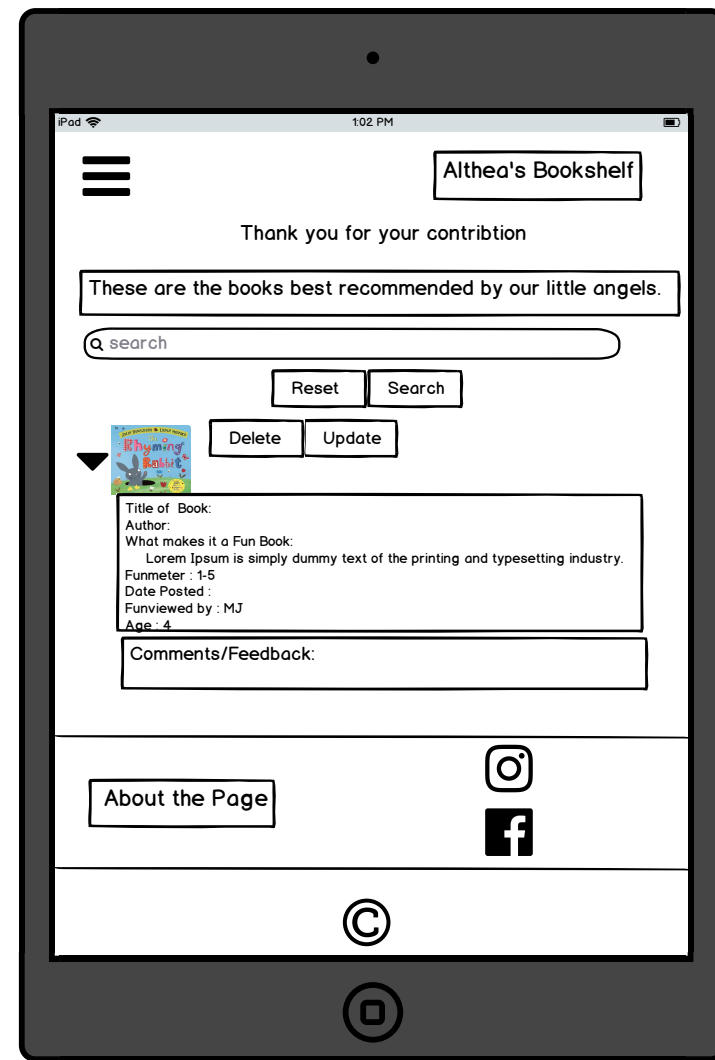 iPad 1:02 PM
Althea's Bookshelf
Thank you for your contribtion
These are the books best recommended by our little angels.
search
Reset Search
Delete Update
Rhyming
Rabbit
Title of Book:
Author:
What makes it a Fun Book:
Lorem Ipsum is simply dummy text of the printing and typesetting industry.
Funmeter : 1-5
Date Posted :
Funviewed by : MJ
Age : 4
Comments/Feedback:
About the Page
©